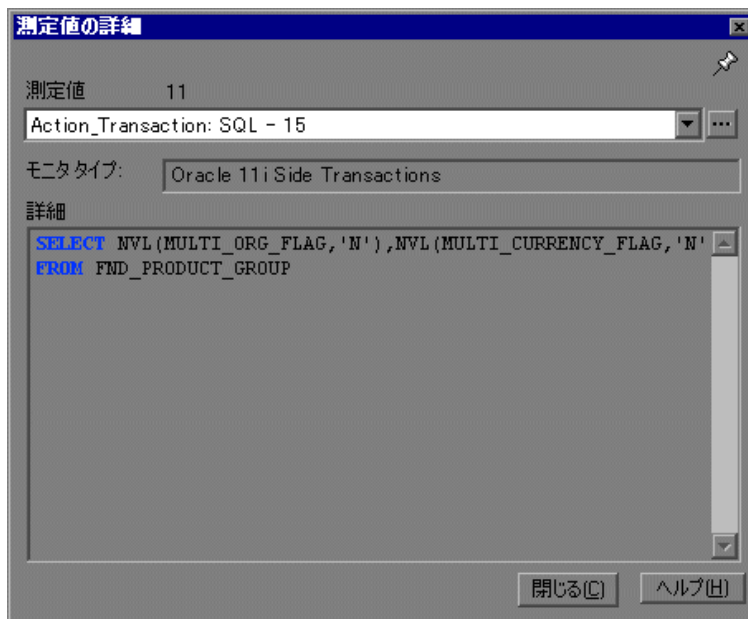 測定値の詳細
測定値 11
Action_Transaction: SQL - 15
モニタ タイプ: Oracle 11i Side Transactions
詳細
SELECT NVL(MULTI_ORG_FLAG,'N'),NVL(MULTI_CURRENCY_FLAG,'N'
FROM FND_PRODUCT_GROUP
閉じる(C) ヘルプ(H)